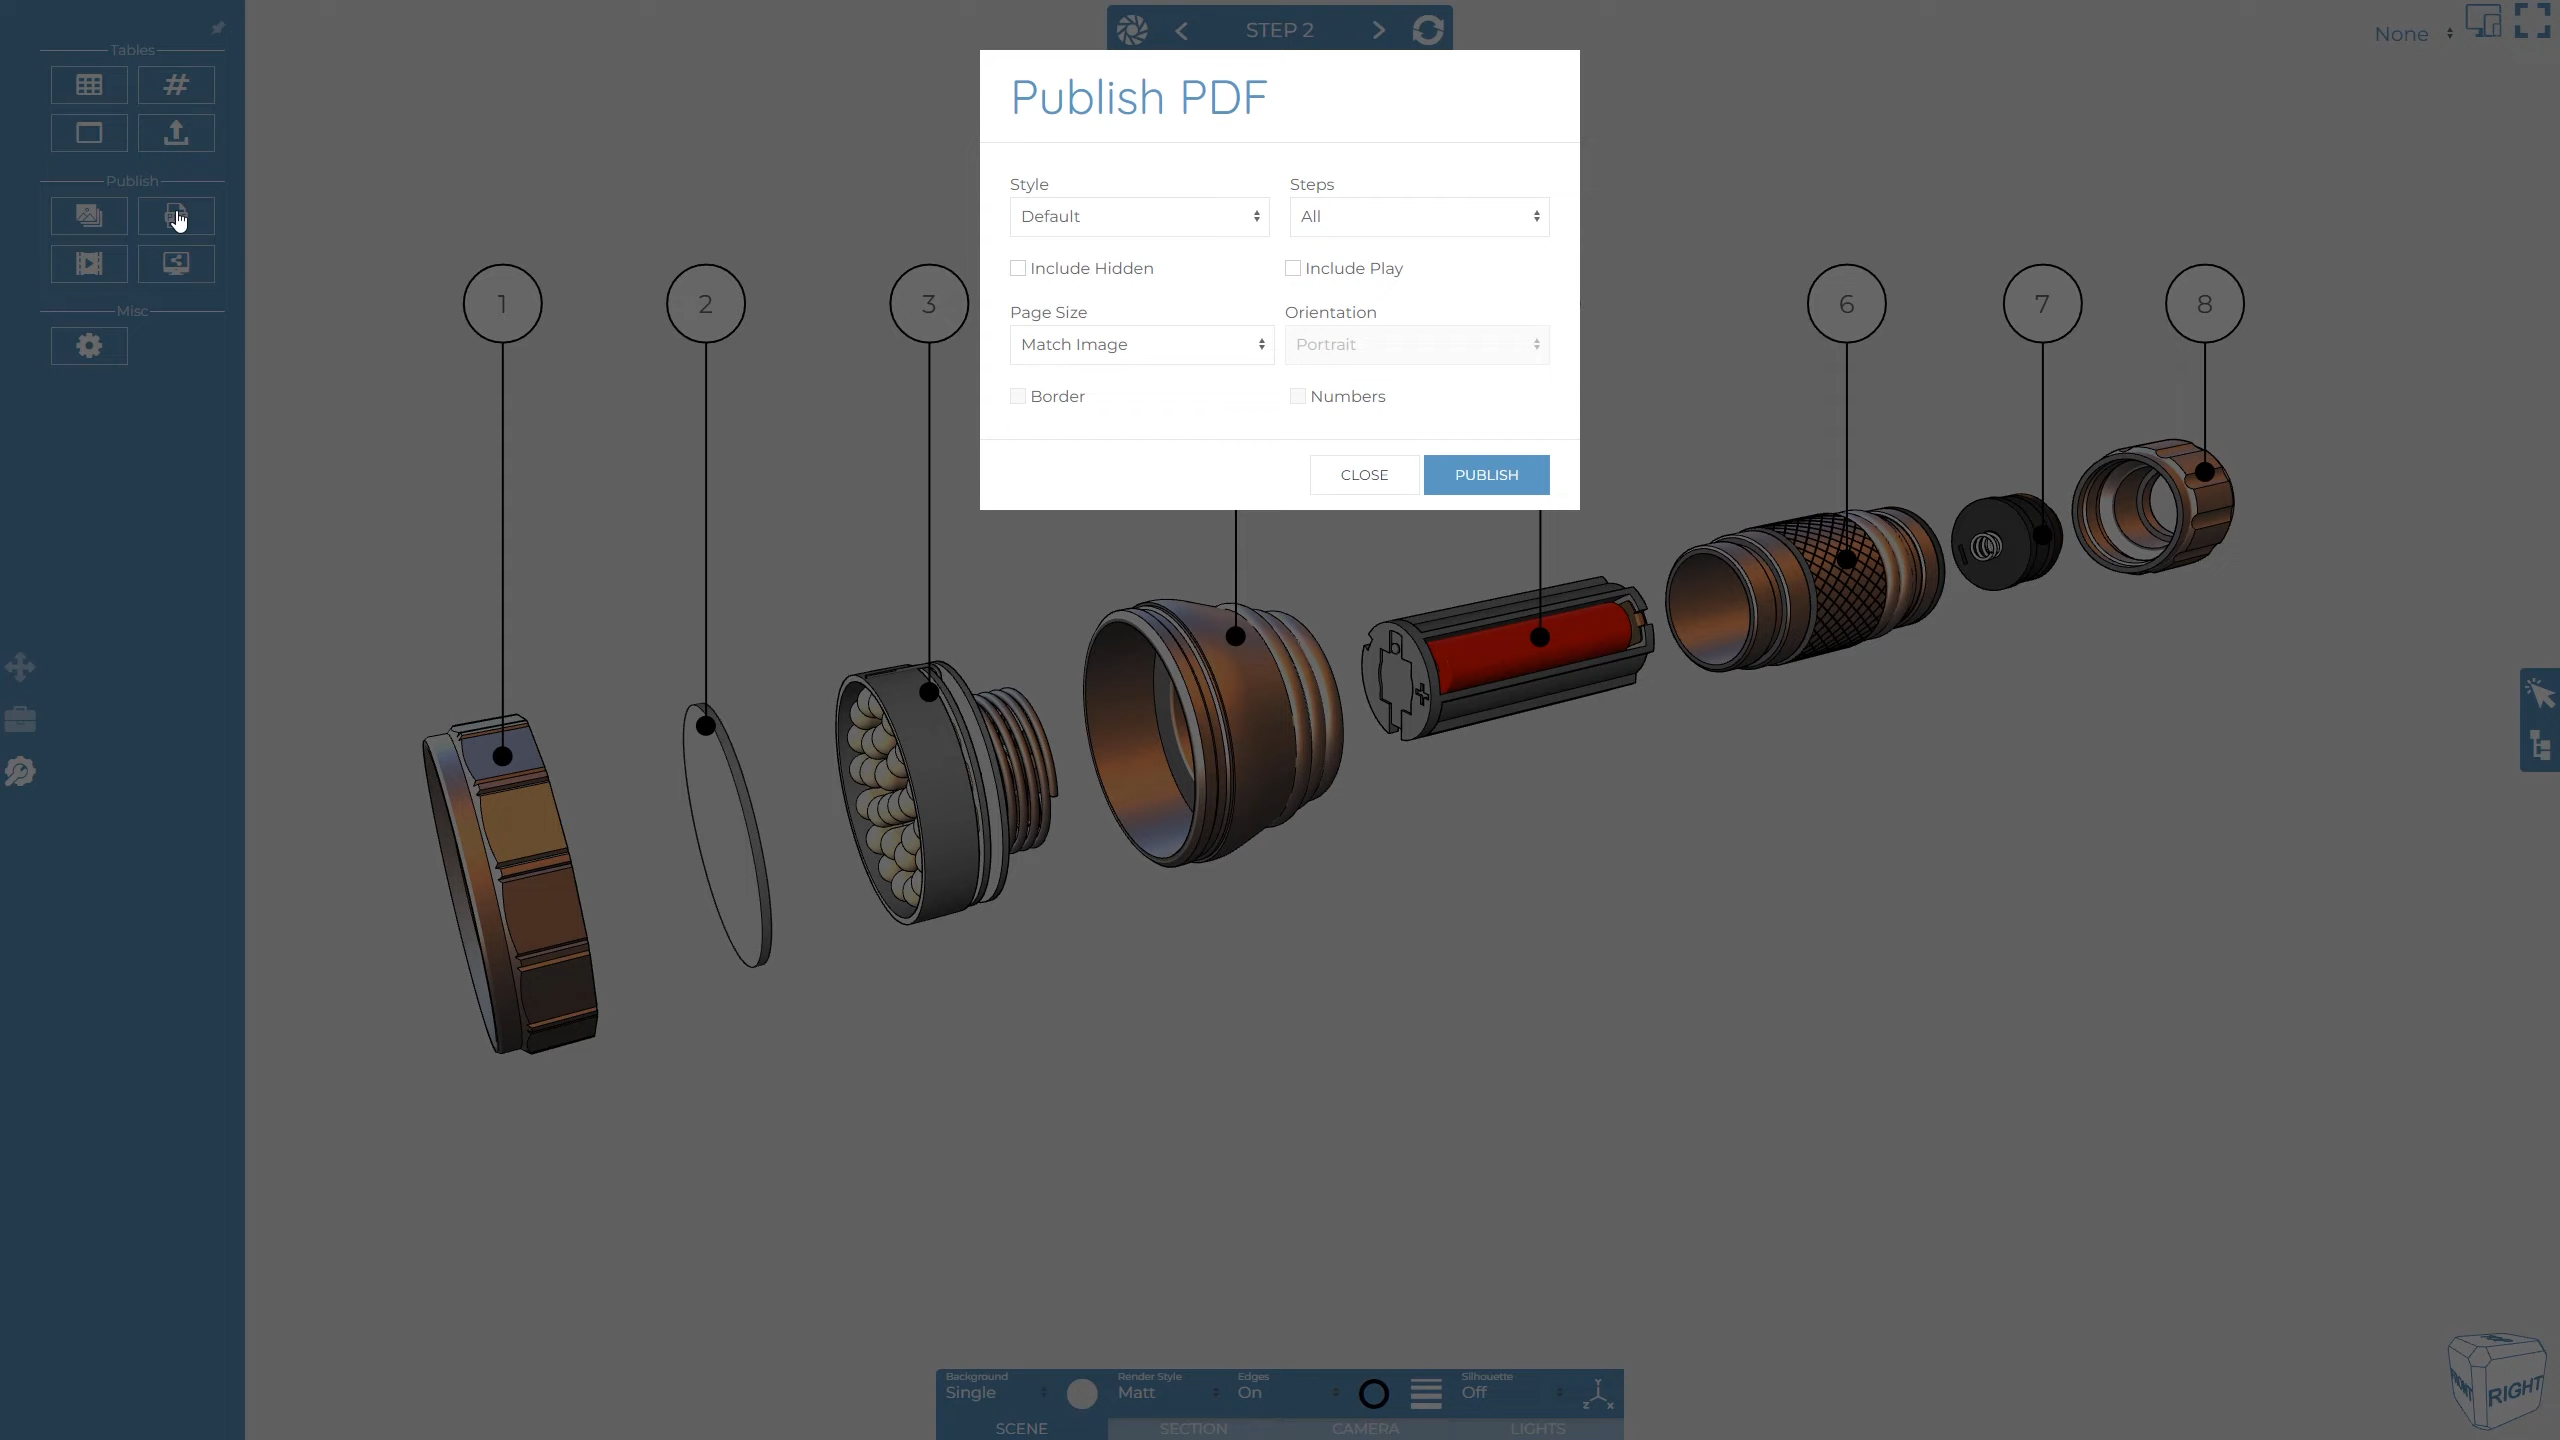 Tables
STEP 2
None
Publish PDF
Publish
Style
Steps
Default
All
Include Hidden
Include Play
Misc
1
2
3
6
7
8
Page Size
Orientation
Match Image
Portrait
Border
Numbers
CLOSE
PUBLISH
Background
Render Style
Edges
Silhouette
Single
Matt
On
Off
SCENE
SECTION
CAMERA
LIGHTS
Y
Z
X
FRONT
RIGHT